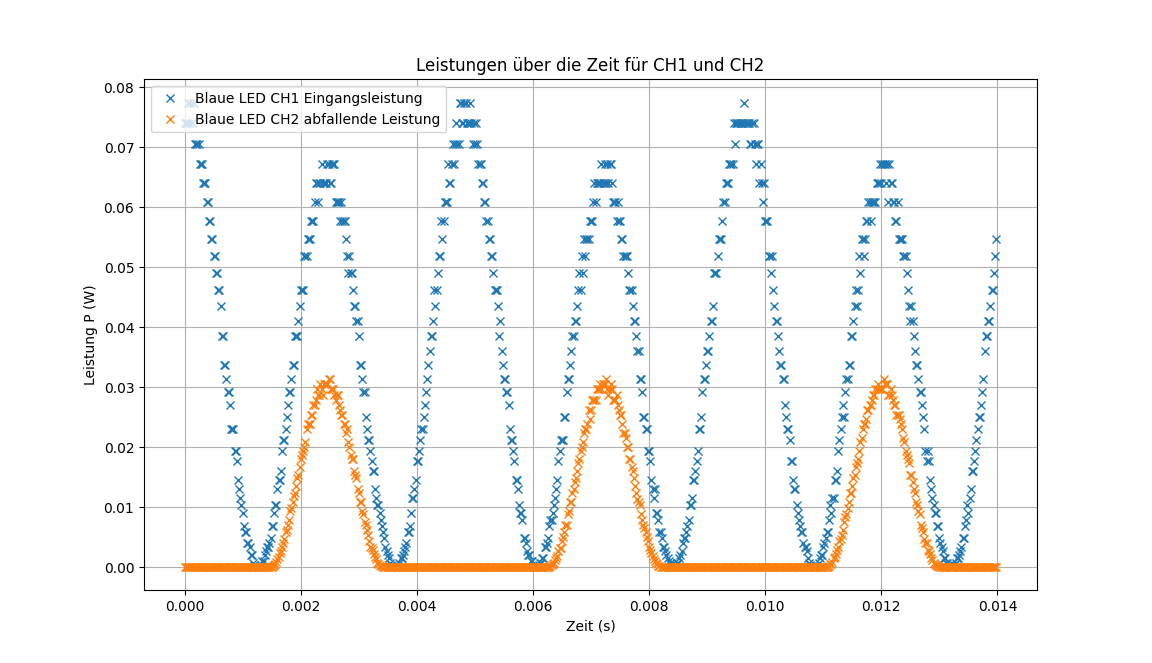 Leistungen über die Zeit für CH1 und CH2
Blaue LED CH1 Eingangsleistung
Blaue LED CH2 abfallende Leistung
0.08
0.07
0.06
0.05
0.04
0.03
0.02
0.01
0.00
Leistung P (W)
0.000 0.002 0.004 0.006 0.008 0.010 0.012 0.014
Zeit (s)